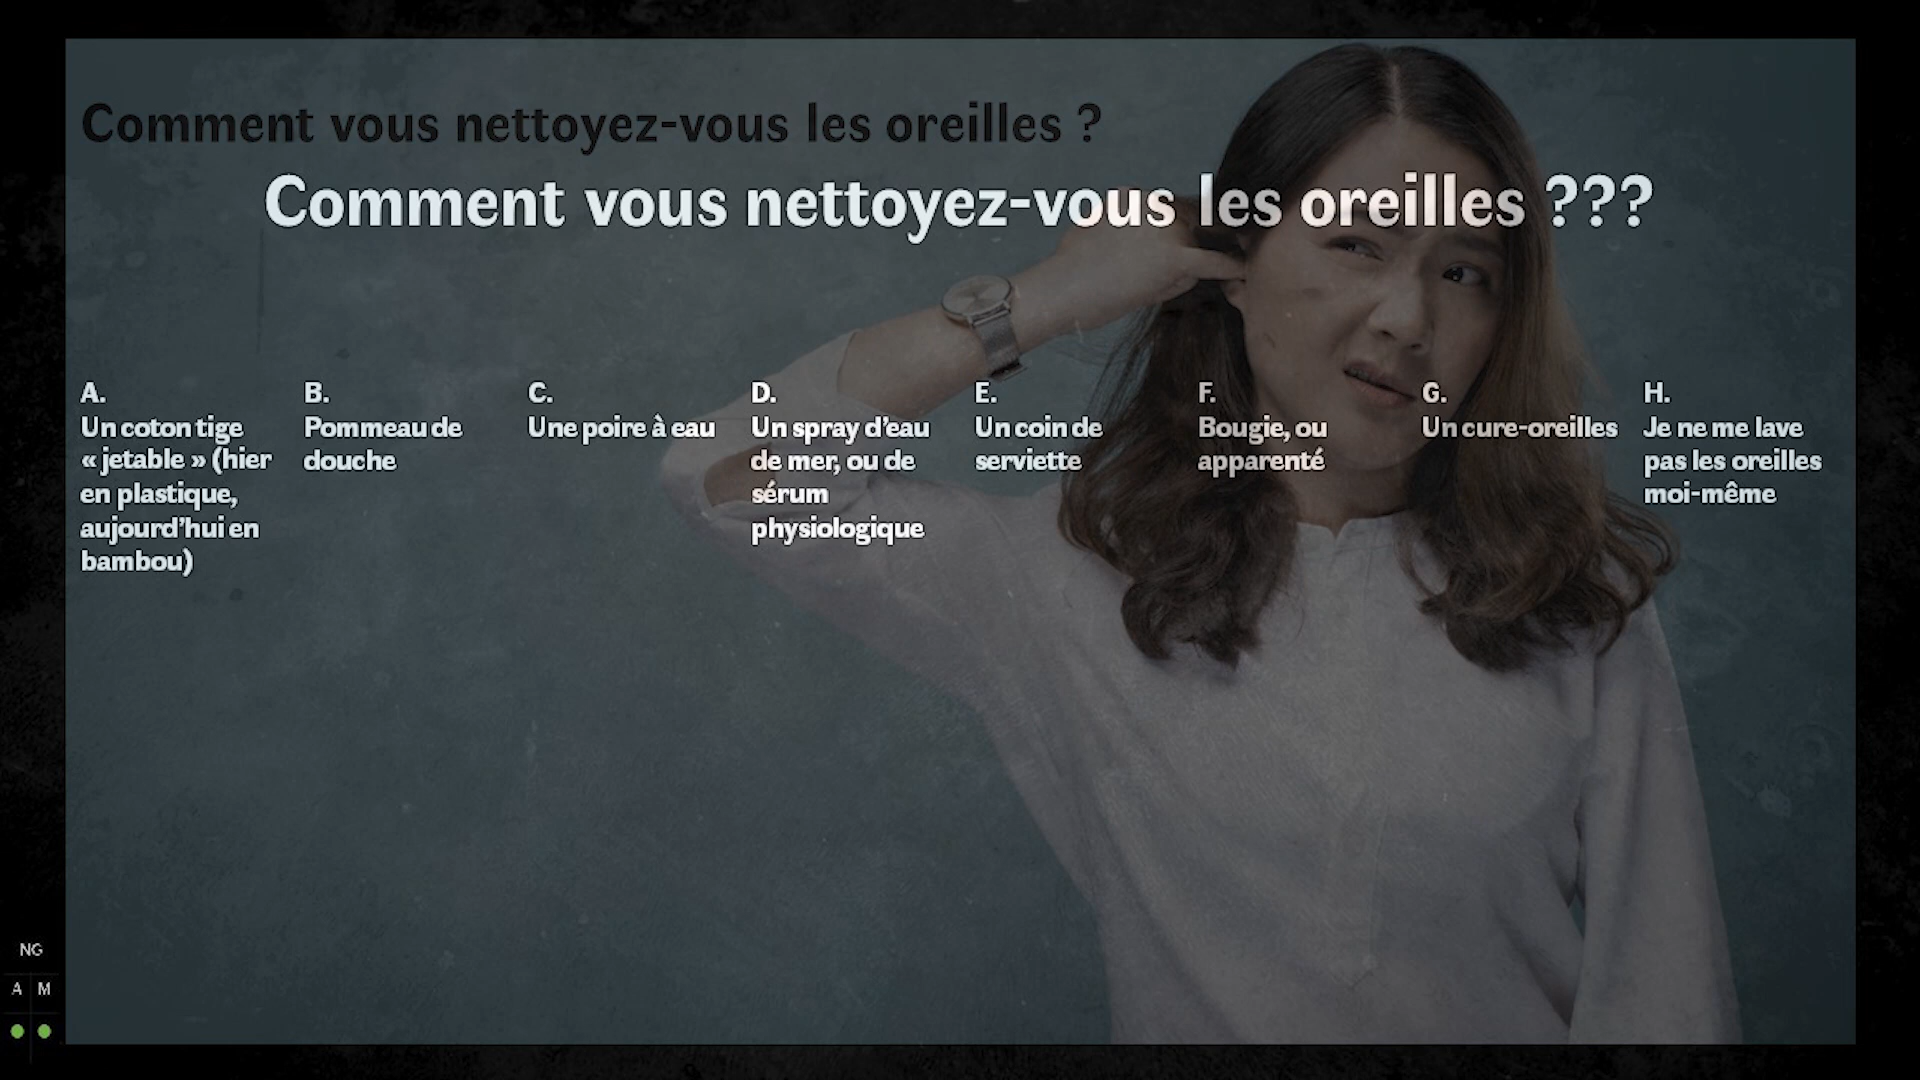 Comment vous nettoyez-vous les oreilles ?
Comment vous nettoyez-vous les oreilles ???
A.
Un coton tige
« jetable » (hier
en plastique,
aujourd’hui en
bambou)
B.
Pommeau de
douche
C.
Une poire à eau
D.
Un spray d’eau
de mer, ou de
sérum
physiologique
E.
Un coin de
serviette
F.
Bougie, ou
apparenté
G.
Un cure-oreilles
H.
Je ne me lave
pas les oreilles
moi-même
NG
A M